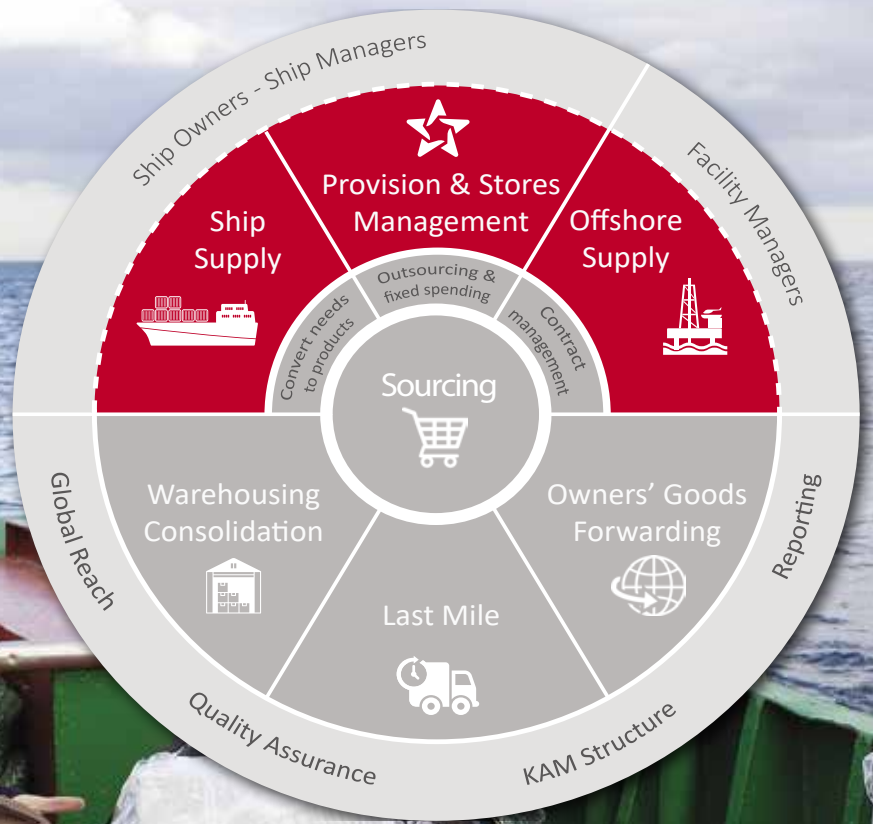 Ship Owners - Ship Managers
Facility Managers
Provision & Stores
Management
Ship
Supply
Offshore
Supply
Convert needs
to products
Outsourcing &
fixed spending
Contract
management
Sourcing
Warehousing
Consolidation
Owners’ Goods
Forwarding
Last Mile
Global Reach
Quality Assurance
KAM Structure
Reporting